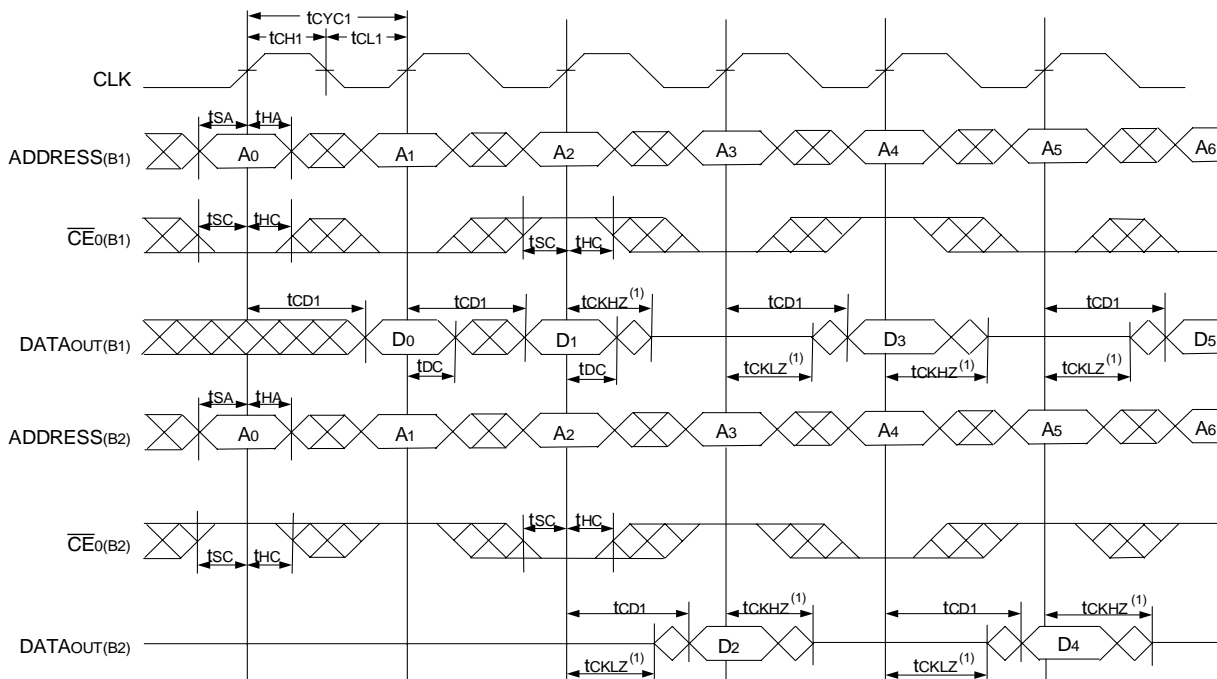 tCYC1
tCH1 tCL1
CLK
tSA tHA
ADDRESS(B1) A0 A1 A2 A3 A4 A5 A6
tSC tHC
CE0(B1)
tSC tHC
tCD1 tCD1 tCKHZ(1) tCD1 tCD1
DATAOUT(B1) D0 D1 D3 D5
tDC tDC tCKLZ(1) tCKHZ(1) tCKLZ(1)
tSA tHA
ADDRESS(B2) A0 A1 A2 A3 A4 A5 A6
tSC tHC
CE0(B2)
tSC tHC
tCD1 tCKHZ(1) tCD1 tCKHZ(1)
DATAOUT(B2) D2 D4
tCKLZ(1) tCKLZ(1)